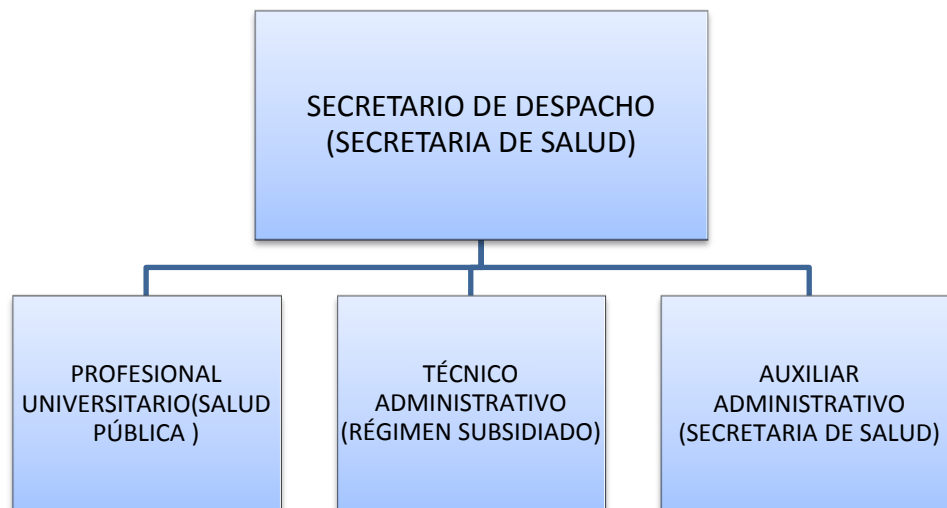 SECRETARIO DE DESPACHO
(SECRETARIA DE SALUD)
PROFESIONAL
UNIVERSITARIO(SALUD
PÚBLICA )
TÉCNICO
ADMINISTRATIVO
(RÉGIMEN SUBSIDIADO)
AUXILIAR
ADMINISTRATIVO
(SECRETARIA DE SALUD)